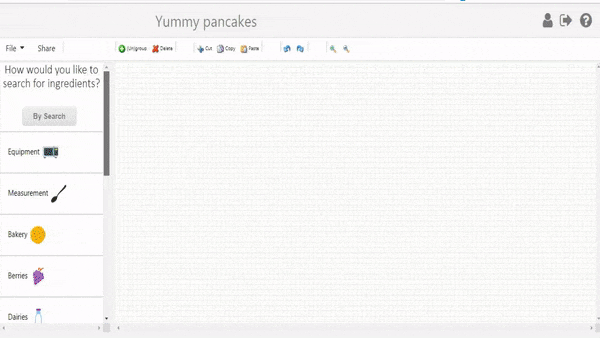 Yummy pancakes
File Share (Un)group Delete Cut Copy Paste
How would you like to
search for ingredients?
By Search
Equipment
Measurement
Bakery
Berries
Dairies